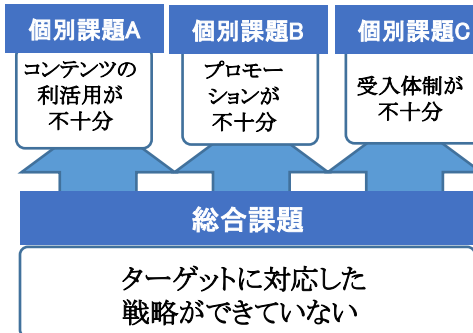 個別課題A
コンテンツの
利活用が
不十分
個別課題B
プロモー
ションが
不十分
個別課題C
受入体制が
不十分
総合課題
ターゲットに対応した
戦略ができていない